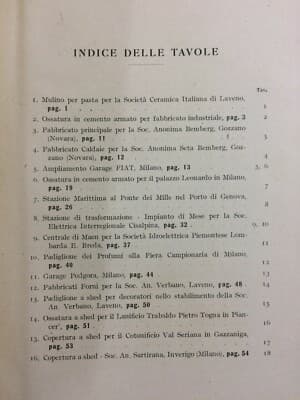 INDICE DELLE TAVOLE
Tav.
1. Mulino per pasta per la Società Ceramica Italiana di Laveno,
pag. 1 1
2. Ossatura in cemento armato per fabbricato industriale, pag. 3 2
3. Fabbricato principale per la Soc. Anonima Bemberg, Gozzano
(Novara), pag. 11 3
4. Fabbricato Caldaie per la Soc. Anonima Seta Bemberg, Goz-
zano (Novara), pag. 12 4
5. Ampliamento Garage FIAT, Milano, pag. 13 5, 6
6. Ossatura in cemento armato per il palazzo Leonardo in Milano,
pag. 19 7
7. Stazione Marittima al Ponte dei Mille nel Porto di Genova,
pag. 26 8
8. Stazione di trasformazione - Impianto di Mese per la Soc.
Elettrica Interregionale Cisalpina, pag. 32 9, 10
9. Centrale di Maen per la Società Idroelettrica Piemontese Lom-
barda E. Breda, pag. 37 11
10. Padiglione dei Profumi alla Fiera Campionaria di Milano,
pag. 40 12
11. Garage Podgora, Milano, pag. 44 13
12. Fabbricati Forni per la Soc. An. Verbano, Laveno, pag. 48 14
13. Padiglione a shed per decoratori nello stabilimento della Soc.
An. Verbano, Laveno, pag. 50 15
14. Ossatura a shed per il Lanificio Trabaldo Pietro Togna in Pian-
cer', pag. 51 16
15. Copertura a shed per il Cotonificio Val Seriana in Gazzaniga,
pag. 53 17
16. Copertura a shed - Soc. An. Sartirana, Inverigo (Milano), pag. 54 18